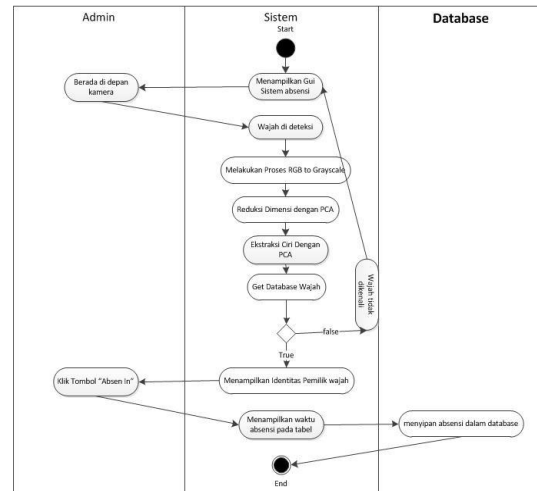 Admin
Sistem
Database
Start
Menampilkan Gui
Sistem absensi
Berada di depan
kamera
Wajah di deteksi
Melakukan Proses RGB to Grayscale
Reduksi Dimensi dengan PCA
Ekstraksi Ciri Dengan
PCA
Get Database Wajah
Wajah tidak
dikenali
false
True
Menampilkan Identitas Pemilik wajah
Klik Tombol "Absen In"
Menampilkan waktu
absensi pada tabel
menyipan absensi dalam database
End